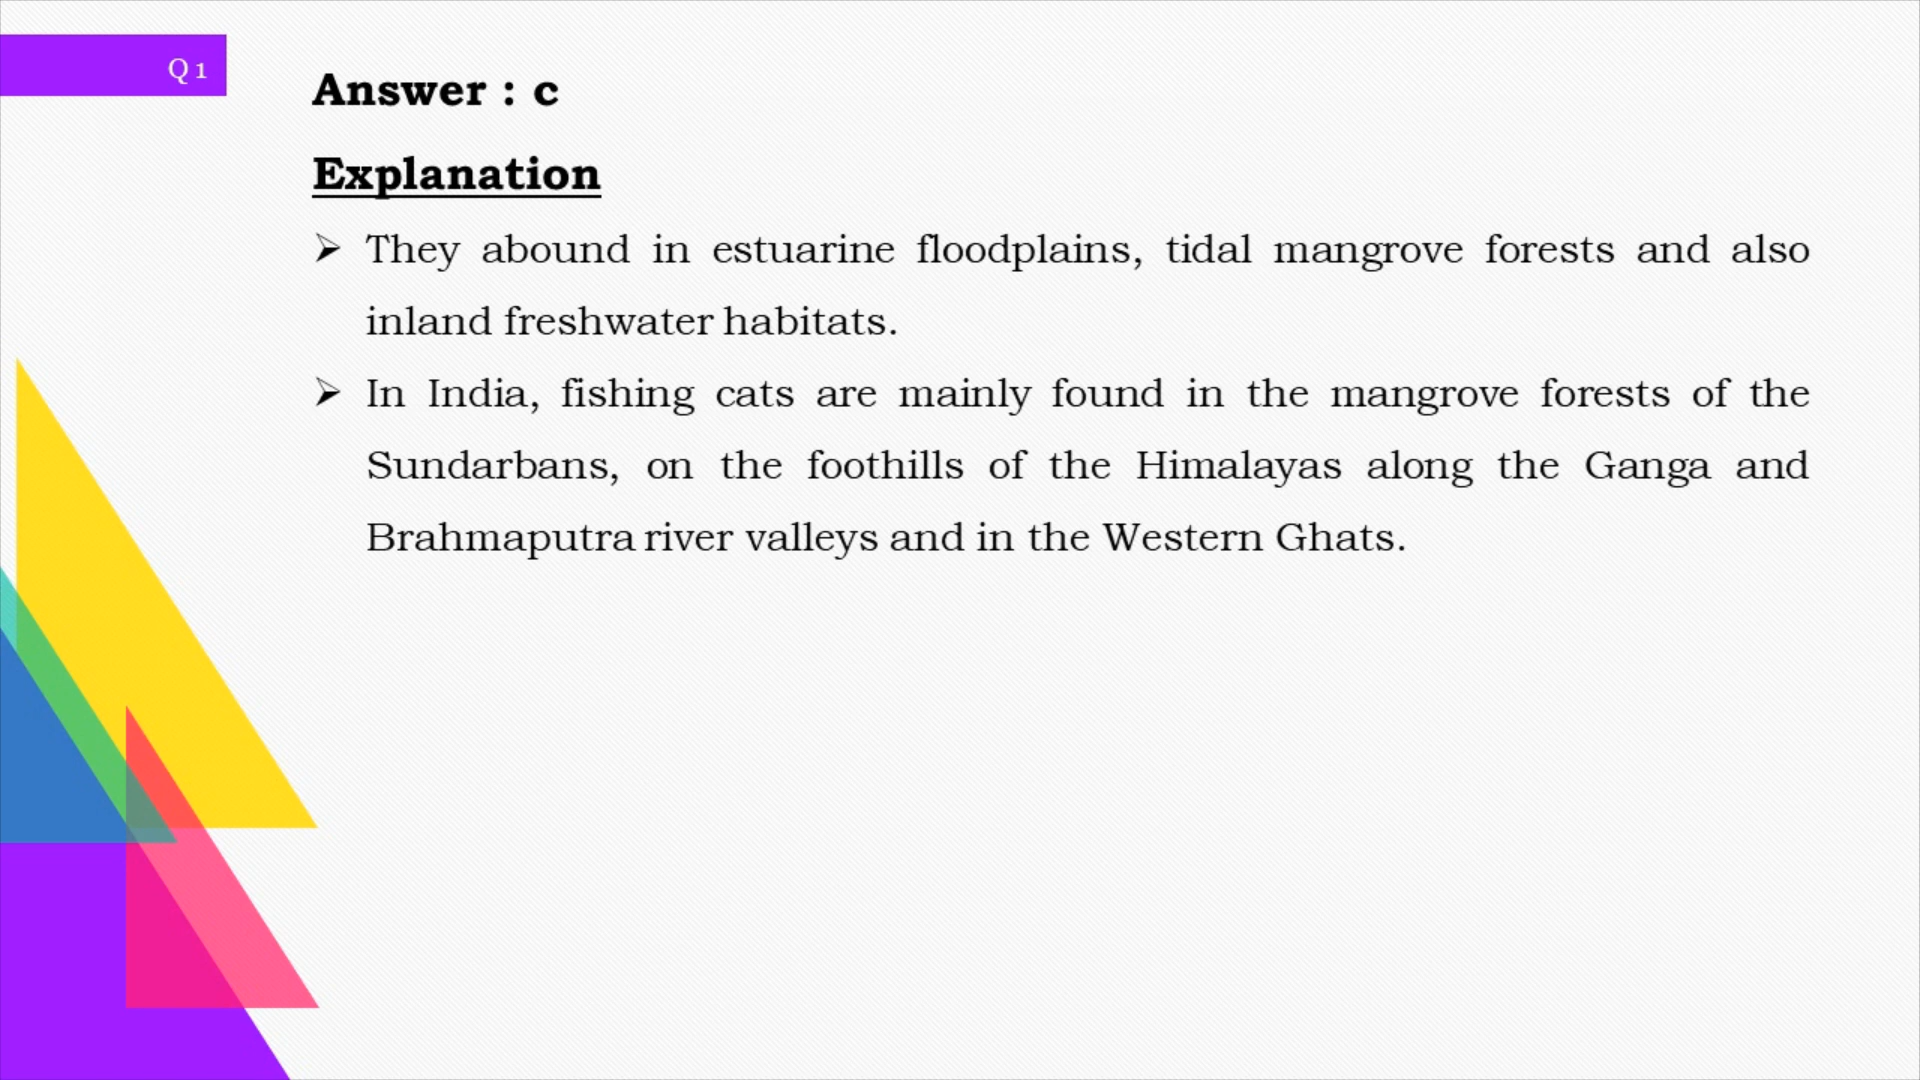 Q 1
Answer : c
Explanation
➢ They abound in estuarine floodplains, tidal mangrove forests and also
inland freshwater habitats.
➢ In India, fishing cats are mainly found in the mangrove forests of the
Sundarbans, on the foothills of the Himalayas along the Ganga and
Brahmaputra river valleys and in the Western Ghats.